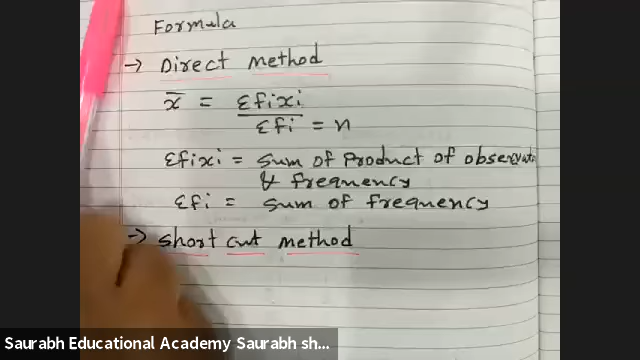 Formula
→ Direct method
x̄ = Σfixi
Σfi = n
Σfixi = sum of product of observati
& frequency
Σfi = sum of frequency
→ short cut method
Saurabh Educational Academy Saurabh sh...